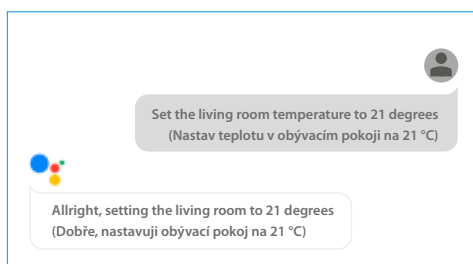 Set the living room temperature to 21 degrees
(Nastav teplotu v obývacím pokoji na 21 °C)
Allright, setting the living room to 21 degrees
(Dobře, nastavuji obývací pokoj na 21 °C)